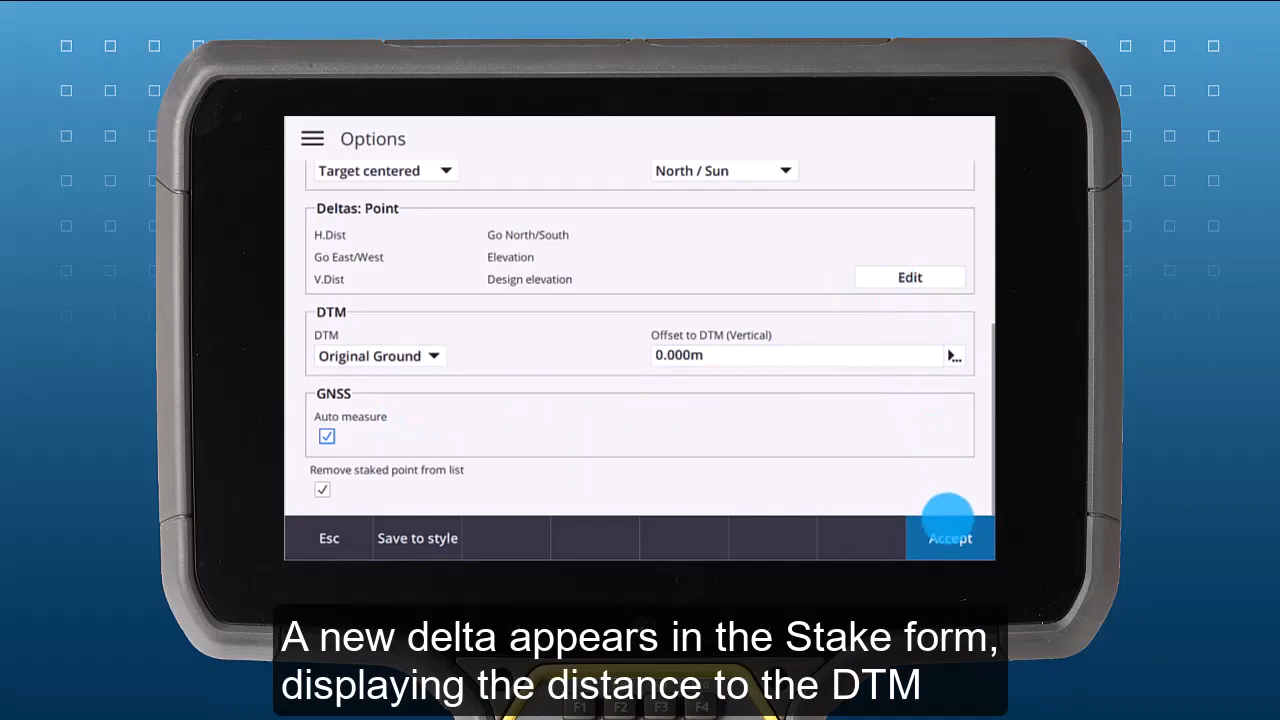 Options
Target centered North / Sun
Deltas: Point
H.Dist Go North/South
Go East/West Elevation
V.Dist Design elevation
Edit
DTM
DTM Offset to DTM (Vertical)
Original Ground 0.000m
GNSS
Auto measure
Remove staked point from list
Esc Save to style Accept
A new delta appears in the Stake form,
displaying the distance to the DTM
F1 F2 F3 F4